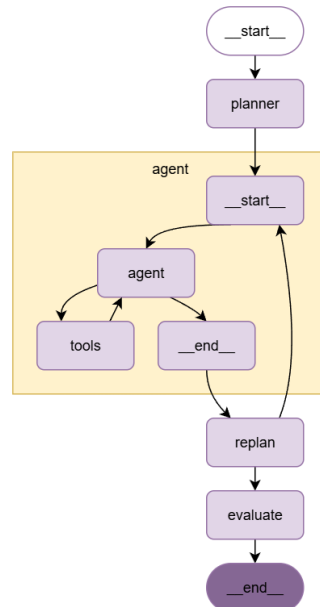 __start__
planner
agent
__start__
agent
tools
__end__
replan
evaluate
__end__